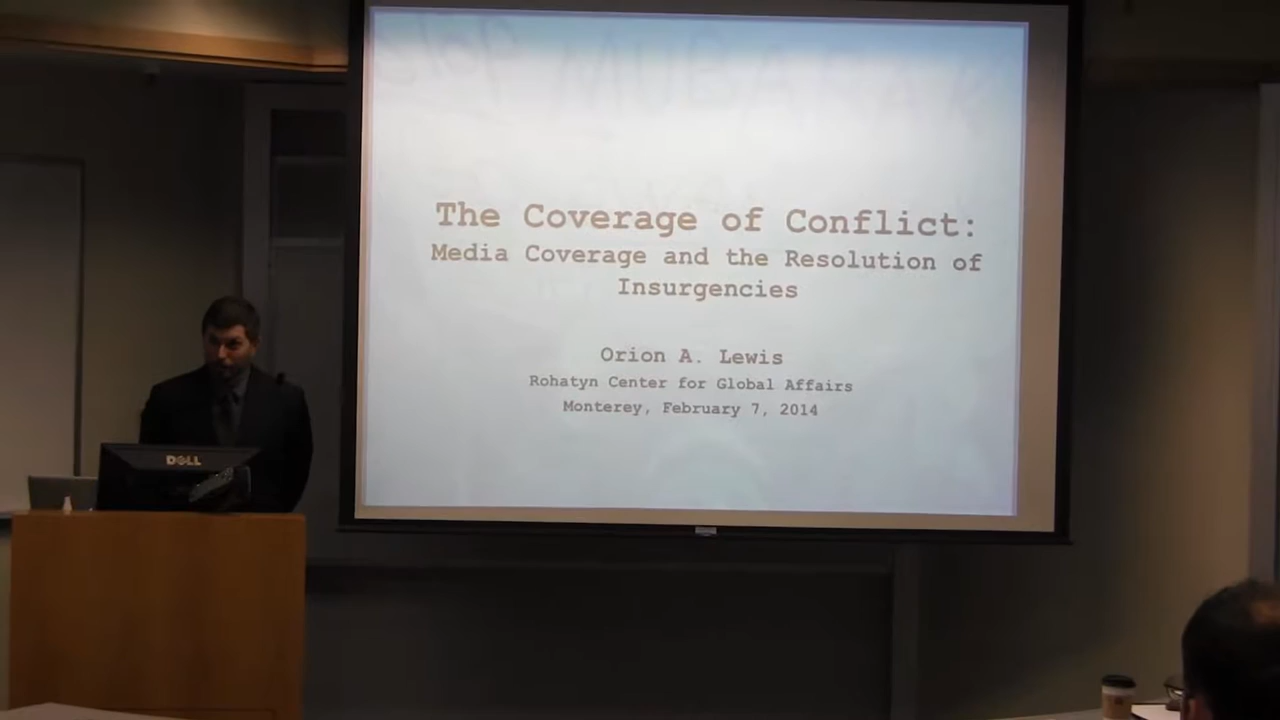 The Coverage of Conflict:
Media Coverage and the Resolution of
Insurgencies
Orion A. Lewis
Rohatyn Center for Global Affairs
Monterey, February 7, 2014
DELL